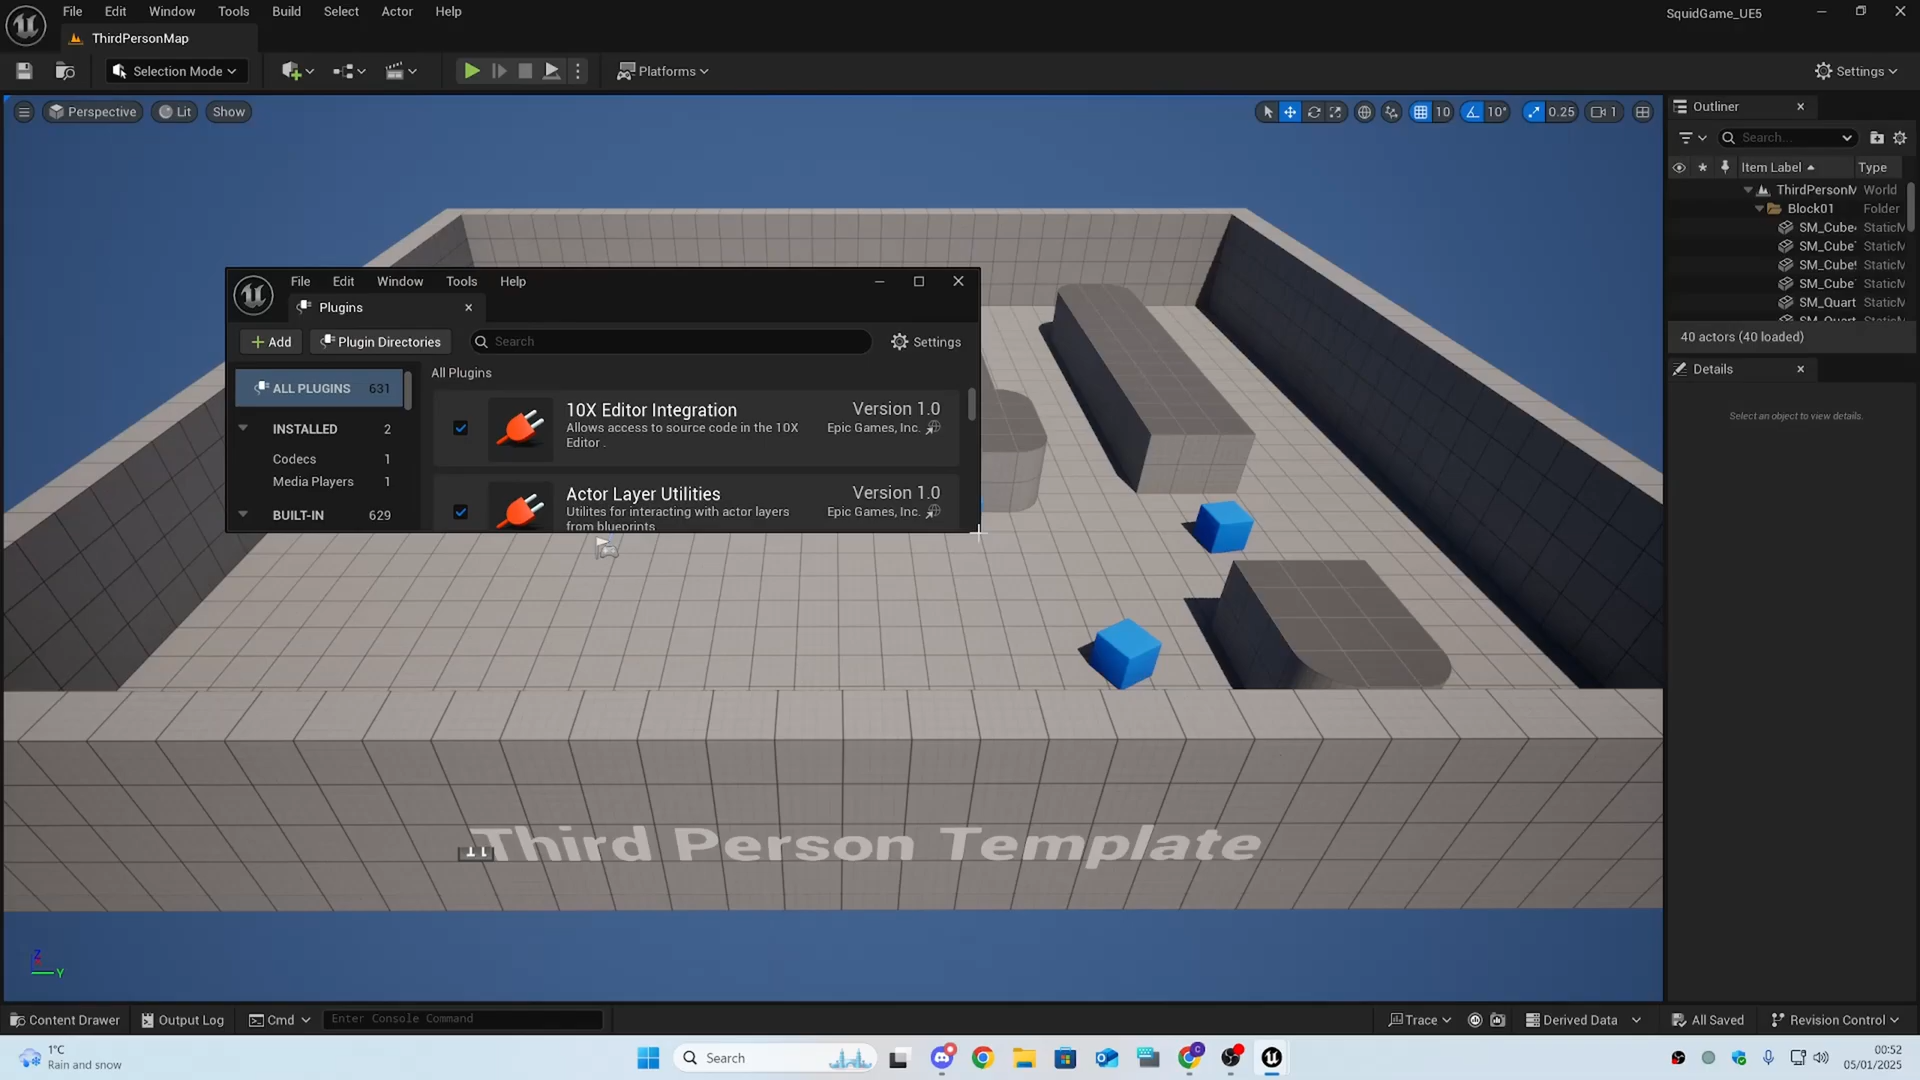 File Edit Window Tools Build Select Actor Help
SquidGame_UE5
ThirdPersonMap
Selection Mode
Platforms
Settings
Perspective
Lit
Show
10
10°
0.25
1
Outliner
Search...
Item Label
Type
ThirdPersonM
World
Block01
Folder
SM_Cube
StaticM
SM_Cube
StaticM
SM_Cube
StaticM
SM_Cube
StaticM
SM_Quart
StaticM
40 actors (40 loaded)
Details
Select an object to view details.
File Edit Window Tools Help
Plugins
Add
Plugin Directories
Search
Settings
ALL PLUGINS 631
INSTALLED 2
Codecs 1
Media Players 1
BUILT-IN 629
All Plugins
10X Editor Integration
Version 1.0
Allows access to source code in the 10X
Editor .
Epic Games, Inc.
Actor Layer Utilities
Version 1.0
Utilites for interacting with actor layers
from blueprints
Epic Games, Inc.
Third Person Template
Z
Y
Content Drawer
Output Log
Cmd
Enter Console Command
Trace
Derived Data
All Saved
Revision Control
1°C
Rain and snow
Search
00:52
05/01/2025